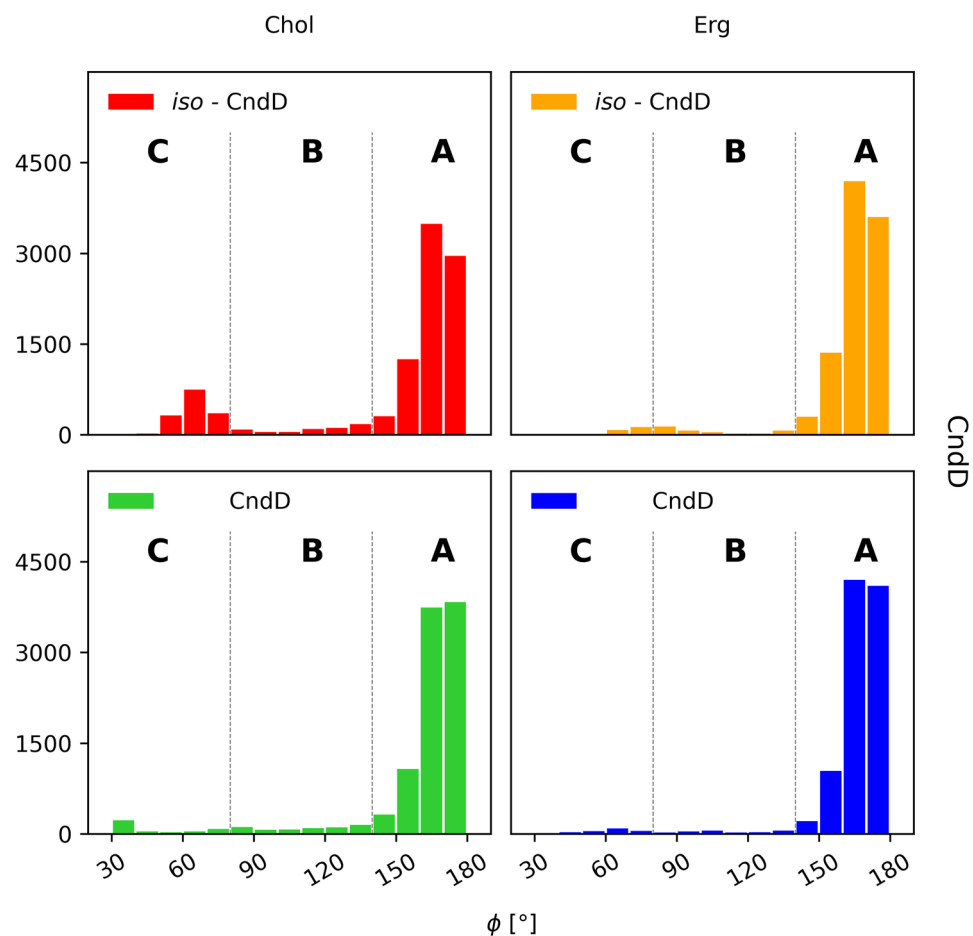 Chol Erg
iso - CndD iso - CndD
C B A C B A
4500
3000
1500
0
CndD
CndD CndD
C B A C B A
4500
3000
1500
0
30 60 90 120 150 180 30 60 90 120 150 180
ϕ [°]